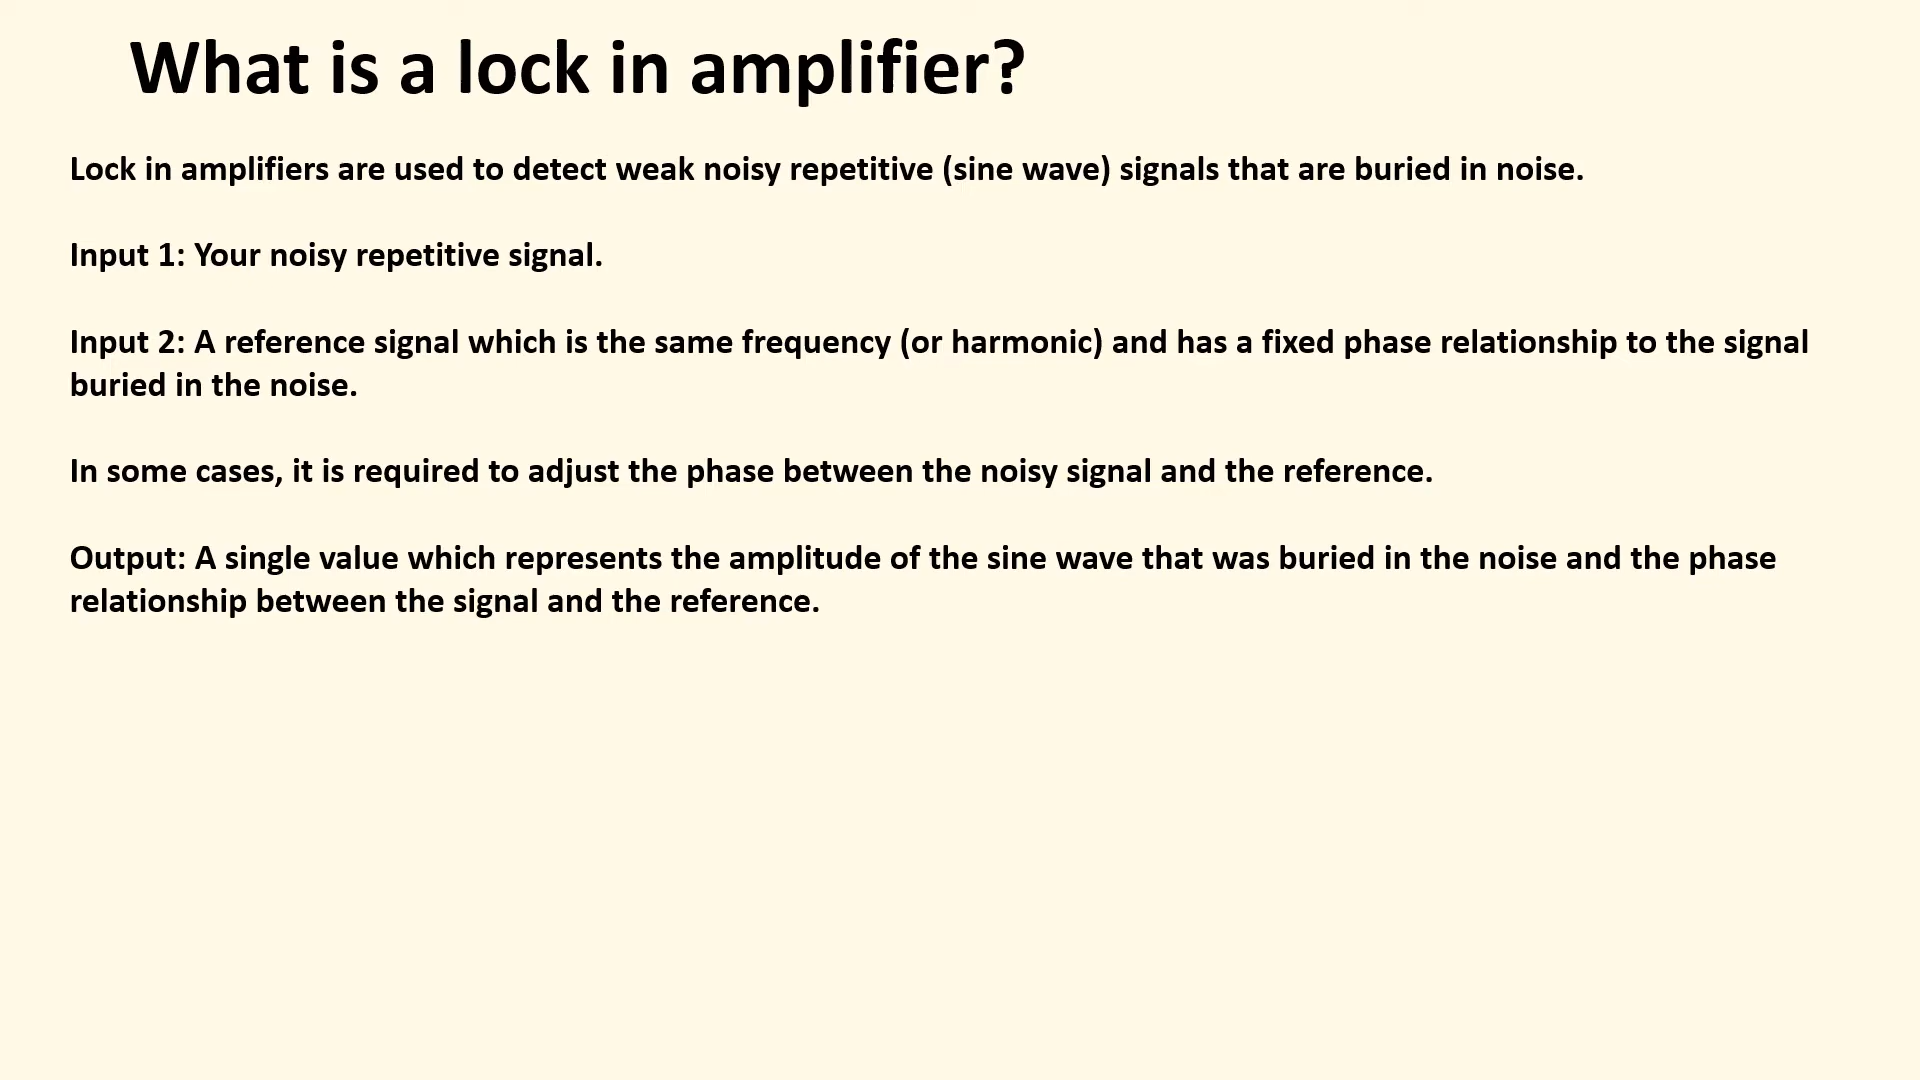 What is a lock in amplifier?
Lock in amplifiers are used to detect weak noisy repetitive (sine wave) signals that are buried in noise.
Input 1: Your noisy repetitive signal.
Input 2: A reference signal which is the same frequency (or harmonic) and has a fixed phase relationship to the signal
buried in the noise.
In some cases, it is required to adjust the phase between the noisy signal and the reference.
Output: A single value which represents the amplitude of the sine wave that was buried in the noise and the phase
relationship between the signal and the reference.